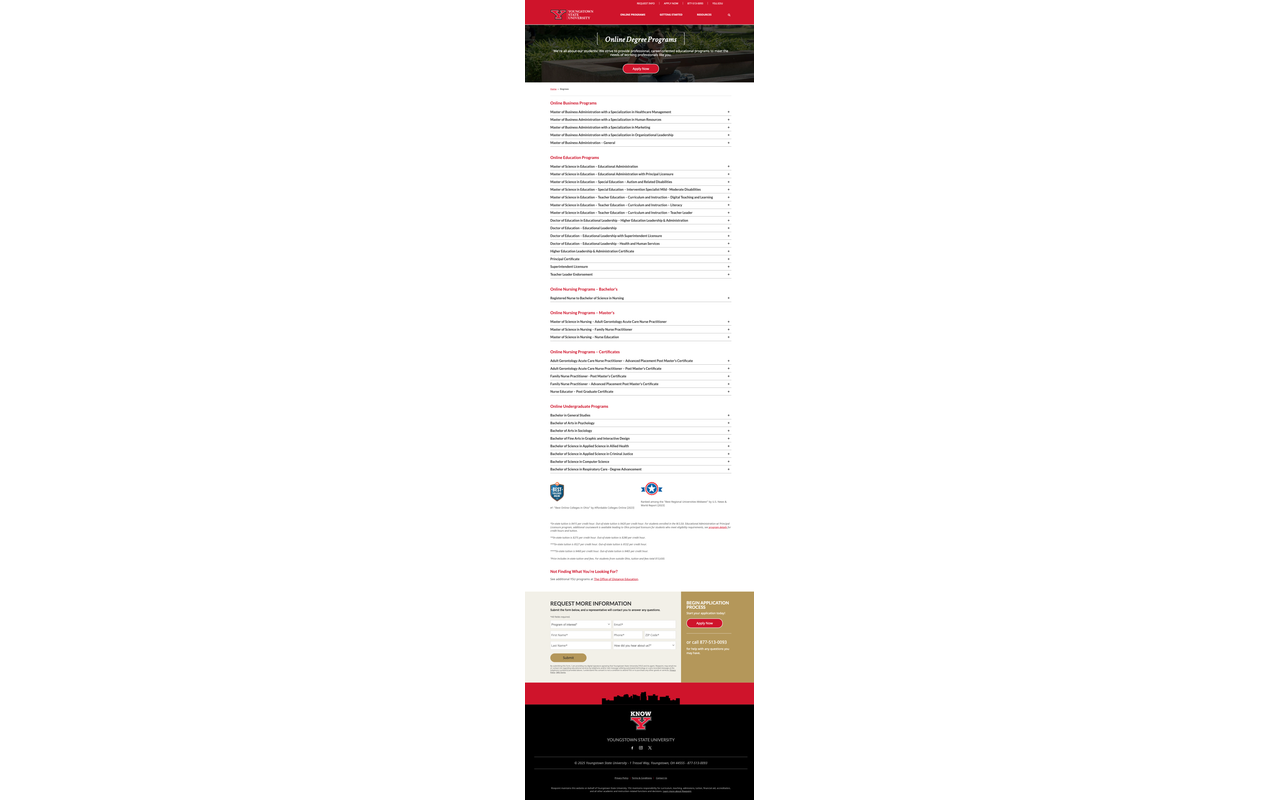 REQUEST INFO
APPLY NOW
877-513-0093
YOUNGSTOWN
STATE
UNIVERSITY
ONLINE PROGRAMS
GETTING STARTED
RESOURCES
Online Degree Programs
We're all about our students! We strive to provide professional, career-oriented educational programs to meet the
needs of working professionals like you.
Apply Now
Home
Online Business Programs
Master of Business Administration with a Specialization in Healthcare Management
Master of Business Administration with a Specialization in Human Resources
Master of Business Administration with a Specialization in Marketing
Master of Business Administration with a Specialization in Organizational Leadership
Master of Business Administration – General
Online Education Programs
Master of Science in Education – Educational Administration
Master of Science in Education – Educational Administration with Principal Licensure
Master of Science in Education – Special Education – Autism and Related Disabilities
Master of Science in Education – Special Education – Intervention Specialist Mild - Moderate Disabilities
Master of Science in Education – Teacher Education – Curriculum and Instruction – Digital Teaching and Learning
Master of Science in Education – Teacher Education – Curriculum and Instruction – Literacy
Master of Science in Education – Teacher Education – Curriculum and Instruction – Teacher Leader
Doctor of Education in Educational Leadership – Higher Education Leadership & Administration
Doctor of Education – Educational Leadership
Doctor of Education – Educational Leadership with Superintendent Licensure
Doctor of Education – Educational Leadership – Health and Human Services
Higher Education Leadership & Administration Certificate
Principal Certificate
Superintendent Licensure
Teacher Leader Endorsement
Online Nursing Programs – Bachelor's
Registered Nurse to Bachelor of Science in Nursing
Online Nursing Programs – Master's
Master of Science in Nursing – Adult Gerontology Acute Care Nurse Practitioner
Master of Science in Nursing – Family Nurse Practitioner
Master of Science in Nursing – Nurse Education
Online Nursing Programs – Certificates
Adult Gerontology Acute Care Nurse Practitioner – Advanced Placement Post Master's Certificate
Adult Gerontology Acute Care Nurse Practitioner – Post Master's Certificate
Family Nurse Practitioner - Post Master's Certificate
Family Nurse Practitioner – Advanced Placement Post Master's Certificate
Nurse Educator – Post Graduate Certificate
Online Undergraduate Programs
Bachelor in General Studies
Bachelor of Arts in Psychology
Bachelor of Arts in Sociology
Bachelor of Fine Arts in Graphic and Interactive Design
Bachelor of Science in Applied Science in Allied Health
Bachelor of Science in Applied Science in Criminal Justice
Bachelor of Science in Computer Science
Bachelor of Science in Respiratory Care - Degree Advancement
BEST
Not Finding What You're Looking For?
See additional YSU programs at The Office of Distance Education.
REQUEST MORE INFORMATION
Submit the form below, and a representative will contact you to answer any questions.
Program of Interest*
Email*
First Name*
Phone*
ZIP Code*
Last Name*
How did you hear about us?*
Submit
BEGIN APPLICATION
PROCESS
Start your application today!
Apply Now
or call 877-513-0093
for help with any questions you
may have.
KNOW
Y
YOUNGSTOWN STATE UNIVERSITY
© 2025 Youngstown State University · 1 Tressel Way, Youngstown, OH 44555 · 877-513-0093
Privacy Policy
Terms & Conditions
Contact Us